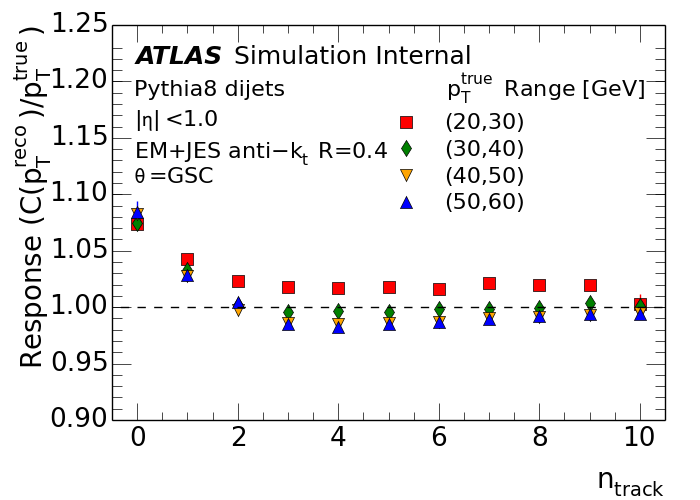 1.25
1.20
1.15
1.10
1.05
1.00
0.95
0.90
Response (C(p_T^reco)/p_T^true)
ATLAS Simulation Internal
Pythia8 dijets
|η|<1.0
EM+JES anti−k_t R=0.4
θ=GSC
p_T^true Range [GeV]
(20,30)
(30,40)
(40,50)
(50,60)
0 2 4 6 8 10
n_track